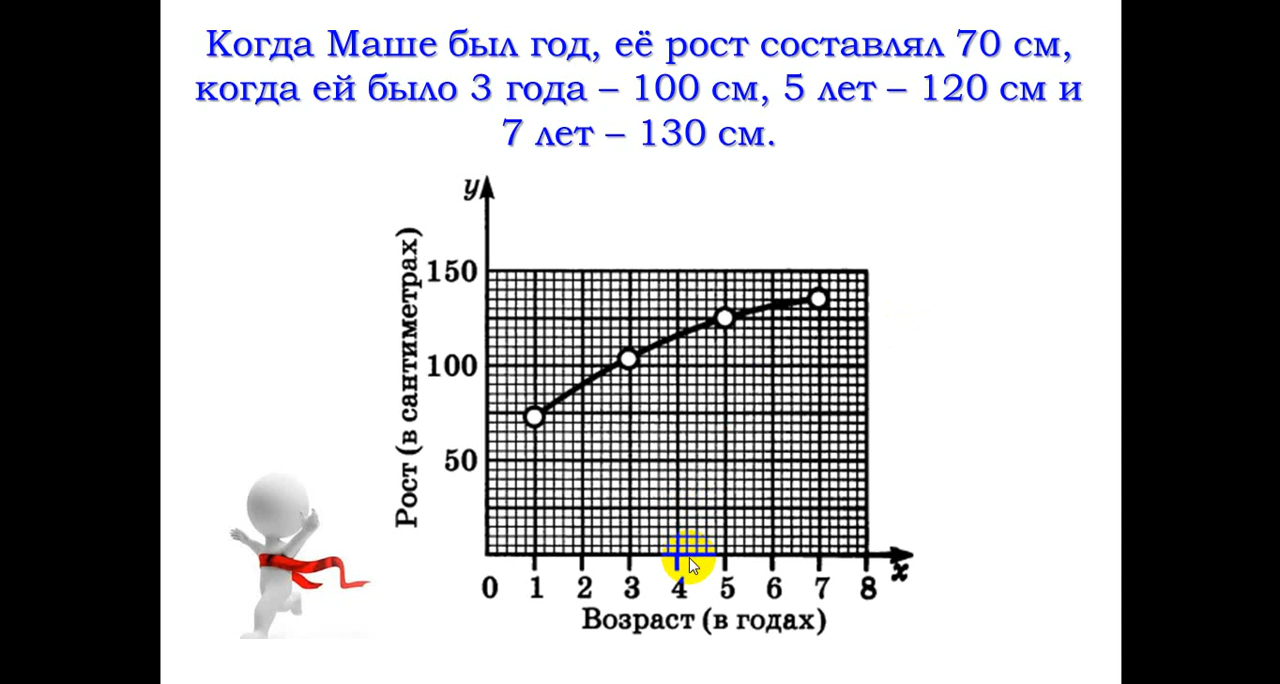 Когда Маше был год, её рост составлял 70 см,
когда ей было 3 года – 100 см, 5 лет – 120 см и
7 лет – 130 см.
y
Рост (в сантиметрах)
150
100
50
0 1 2 3 4 5 6 7 8
x
Возраст (в годах)